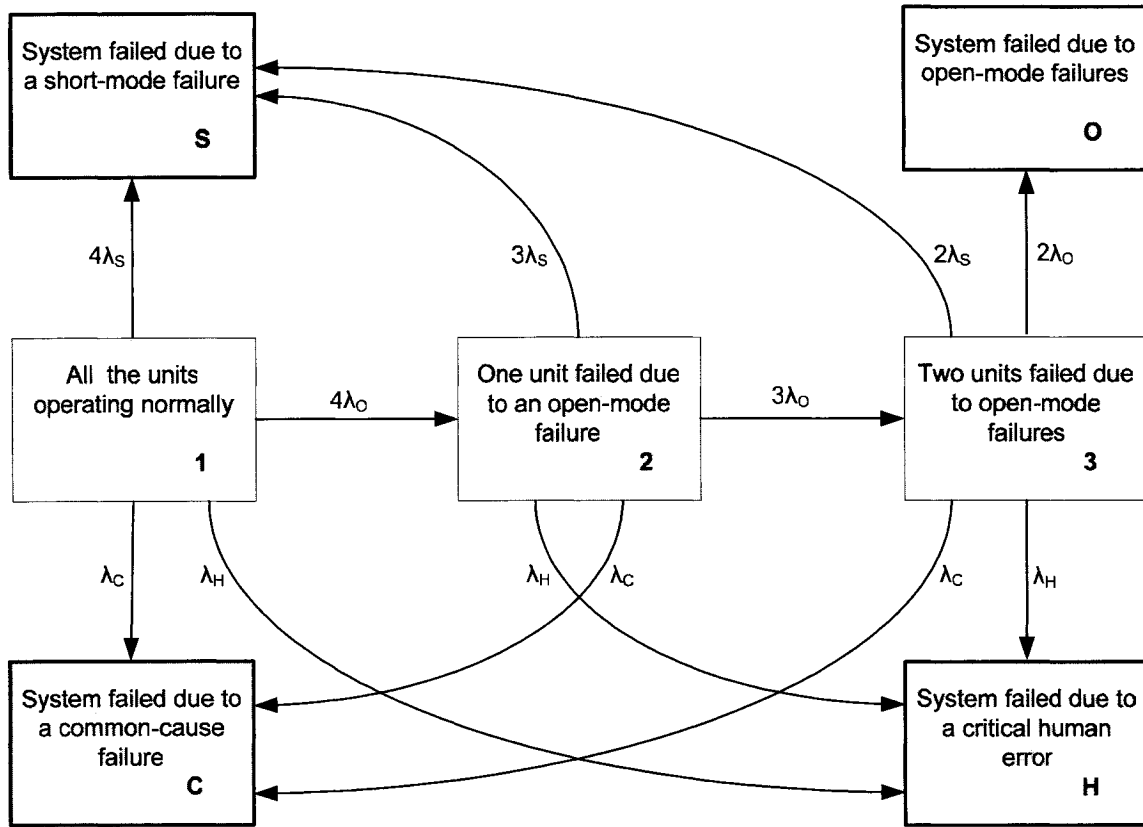 System failed due to
a short-mode failure
S
System failed due to
open-mode failures
O
4λS
3λS
2λS
2λO
All the units
operating normally
1
4λO
One unit failed due
to an open-mode
failure
2
3λO
Two units failed due
to open-mode
failures
3
λC
λH
λH
λC
λC
λH
System failed due to
a common-cause
failure
C
System failed due to
a critical human
error
H